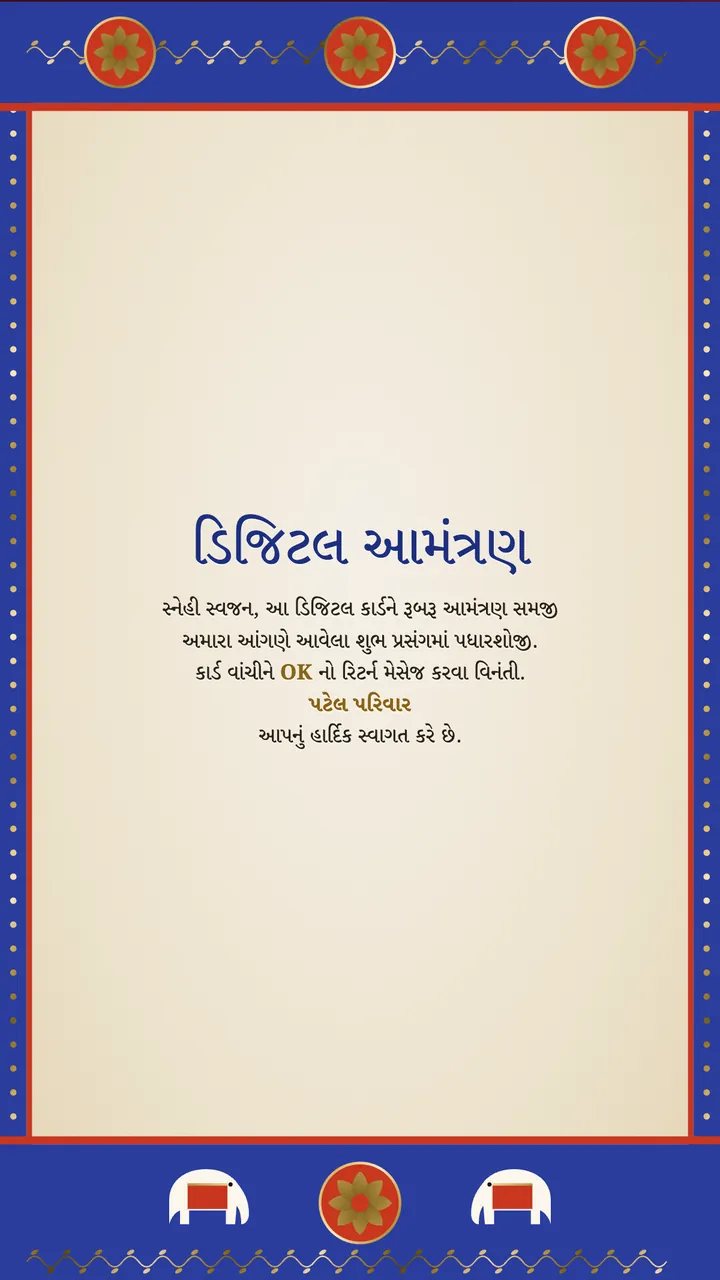 ડિજિટલ આમંત્રણ
સ્નેહી સ્વજન, આ ડિજિટલ કાર્ડને રૂબરૂ આમંત્રણ સમજી
અમારા આંગણે આવેલા શુભ પ્રસંગમાં પધારશોજી.
કાર્ડ વાંચીને OK નો રિટર્ન મેસેજ કરવા વિનંતી.
પટેલ પરિવાર
આપનું હાર્દિક સ્વાગત કરે છે.